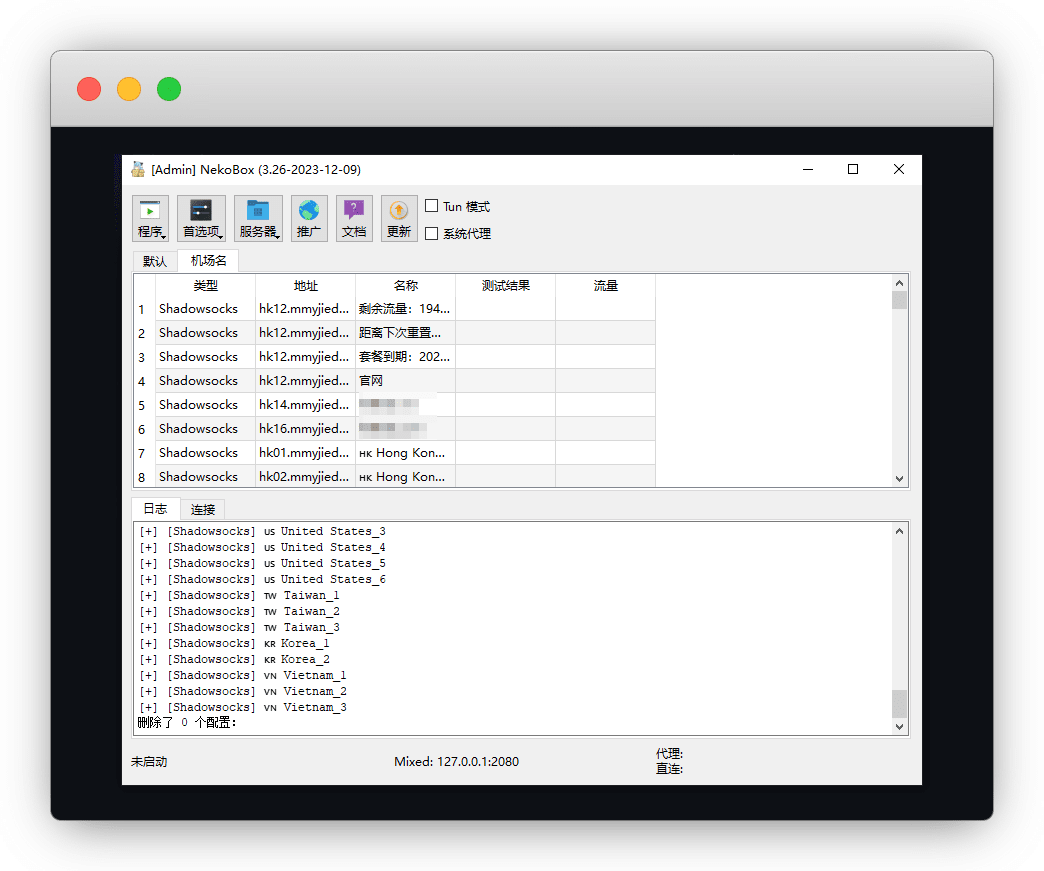 [Admin] NekoBox (3.26-2023-12-09)
程序 首选项 服务器 推广 文档 更新 Tun 模式
系统代理
默认 机场名
类型 地址 名称 测试结果 流量
1 Shadowsocks hk12.mmyjied... 剩余流量：194...
2 Shadowsocks hk12.mmyjied... 距离下次重置...
3 Shadowsocks hk12.mmyjied... 套餐到期：202...
4 Shadowsocks hk12.mmyjied... 官网
5 Shadowsocks hk14.mmyjied...
6 Shadowsocks hk16.mmyjied...
7 Shadowsocks hk01.mmyjied... HK Hong Kon...
8 Shadowsocks hk02.mmyjied... HK Hong Kon...
日志 连接
[+] [Shadowsocks] US United States_3
[+] [Shadowsocks] US United States_4
[+] [Shadowsocks] US United States_5
[+] [Shadowsocks] US United States_6
[+] [Shadowsocks] TW Taiwan_1
[+] [Shadowsocks] TW Taiwan_2
[+] [Shadowsocks] TW Taiwan_3
[+] [Shadowsocks] KR Korea_1
[+] [Shadowsocks] KR Korea_2
[+] [Shadowsocks] VN Vietnam_1
[+] [Shadowsocks] VN Vietnam_2
[+] [Shadowsocks] VN Vietnam_3
删除了 0 个配置:
未启动 Mixed: 127.0.0.1:2080 代理:
直连: